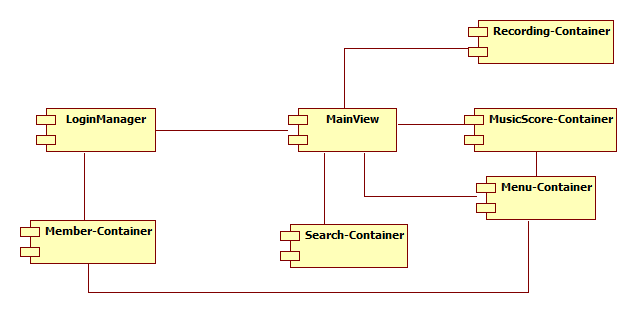 Recording-Container
LoginManager
MainView
MusicScore-Container
Menu-Container
Member-Container
Search-Container